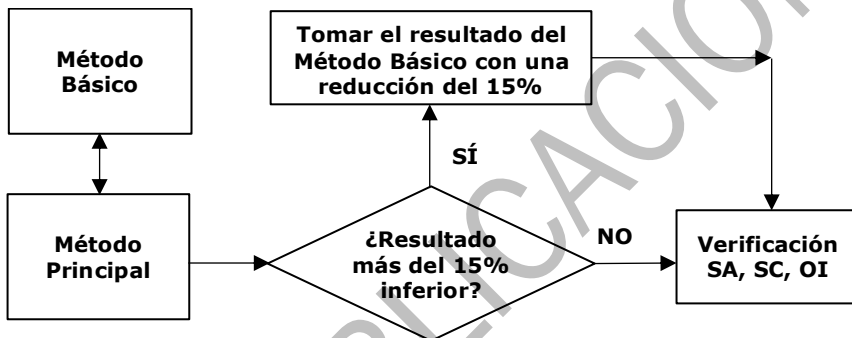 Método
Básico
Tomar el resultado del
Método Básico con una
reducción del 15%
SÍ
Método
Principal
¿Resultado
más del 15%
inferior?
NO
Verificación
SA, SC, OI